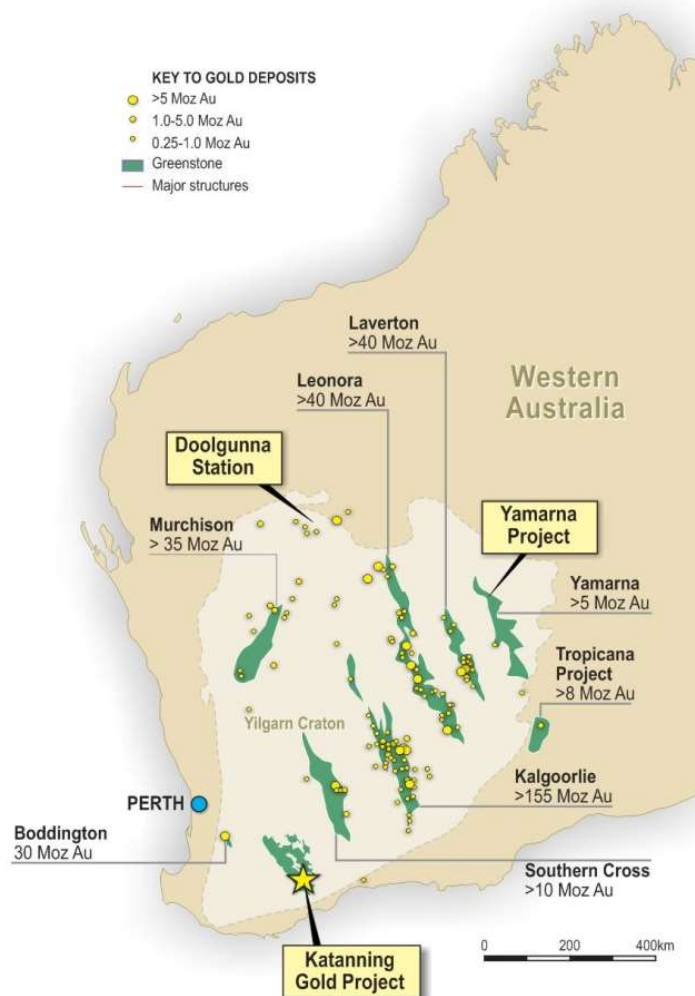 KEY TO GOLD DEPOSITS
>5 Moz Au
1.0-5.0 Moz Au
0.25-1.0 Moz Au
Greenstone
Major structures
Laverton
>40 Moz Au
Leonora
>40 Moz Au
Western
Australia
Doolgunna
Station
Murchison
> 35 Moz Au
Yamarna
Project
Yamarna
>5 Moz Au
Tropicana
Project
>8 Moz Au
Yilgarn Craton
Kalgoorlie
>155 Moz Au
PERTH
Boddington
30 Moz Au
Southern Cross
>10 Moz Au
Katanning
Gold Project
0 200 400km